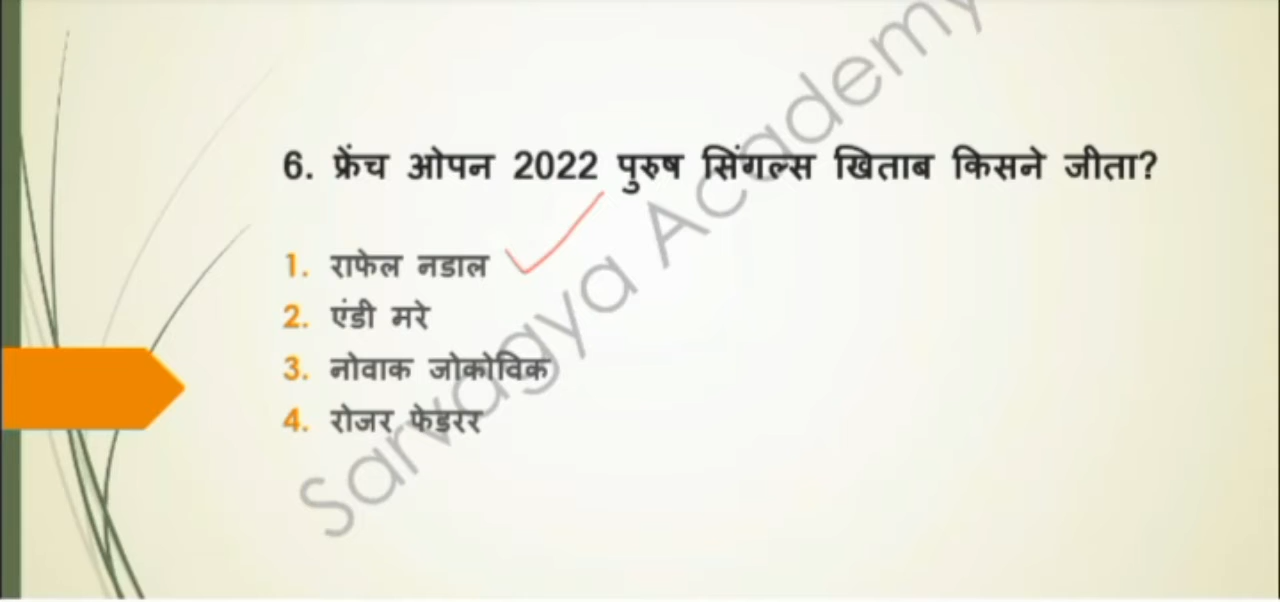 6. फ्रेंच ओपन 2022 पुरुष सिंगल्स खिताब किसने जीता?
1. राफेल नडाल
2. एंडी मरे
3. नोवाक जोकोविक
4. रोजर फेडरर
Sarvagya Academy